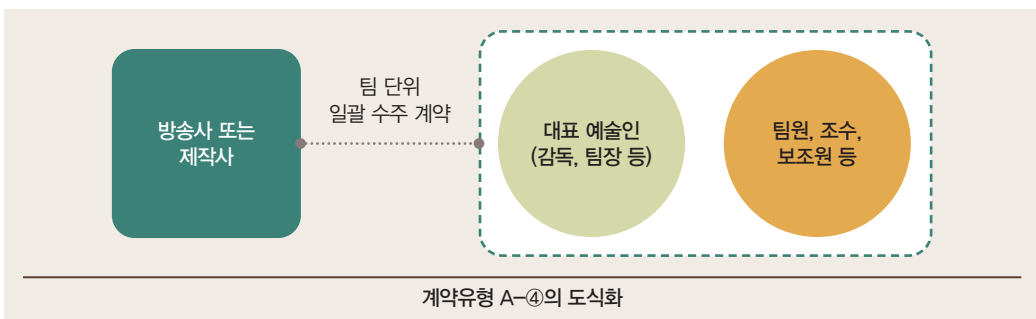 방송사 또는
제작사
팀 단위
일괄 수주 계약
대표 예술인
(감독, 팀장 등)
팀원, 조수,
보조원 등
계약유형 A-④의 도식화